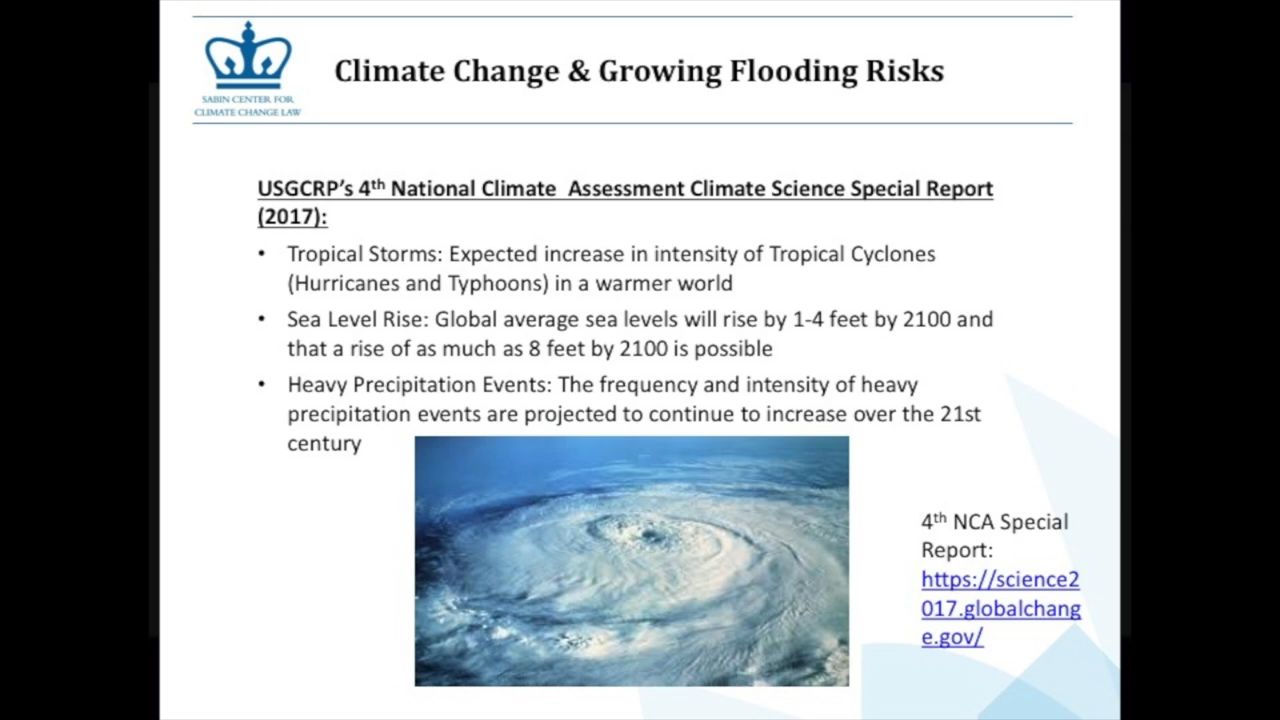 SABIN CENTER FOR
CLIMATE CHANGE LAW
Climate Change & Growing Flooding Risks
USGCRP's 4th National Climate  Assessment Climate Science Special Report
(2017):
• Tropical Storms: Expected increase in intensity of Tropical Cyclones
(Hurricanes and Typhoons) in a warmer world
• Sea Level Rise: Global average sea levels will rise by 1-4 feet by 2100 and
that a rise of as much as 8 feet by 2100 is possible
• Heavy Precipitation Events: The frequency and intensity of heavy
precipitation events are projected to continue to increase over the 21st
century
4th NCA Special
Report:
https://science2
017.globalchang
e.gov/